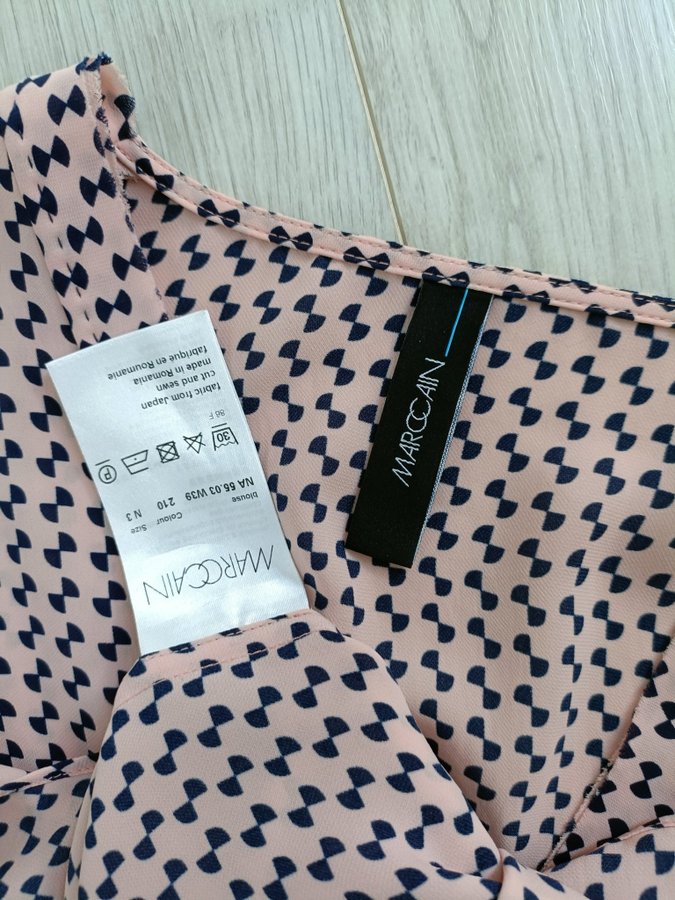 MARCCAIN
MARCCAIN
blouse Colour Size
NA 55.03 W39 210 N 3
30
P
86 F
fabric from Japan
cut and sewn
made in Romania
fabriqué en Roumanie